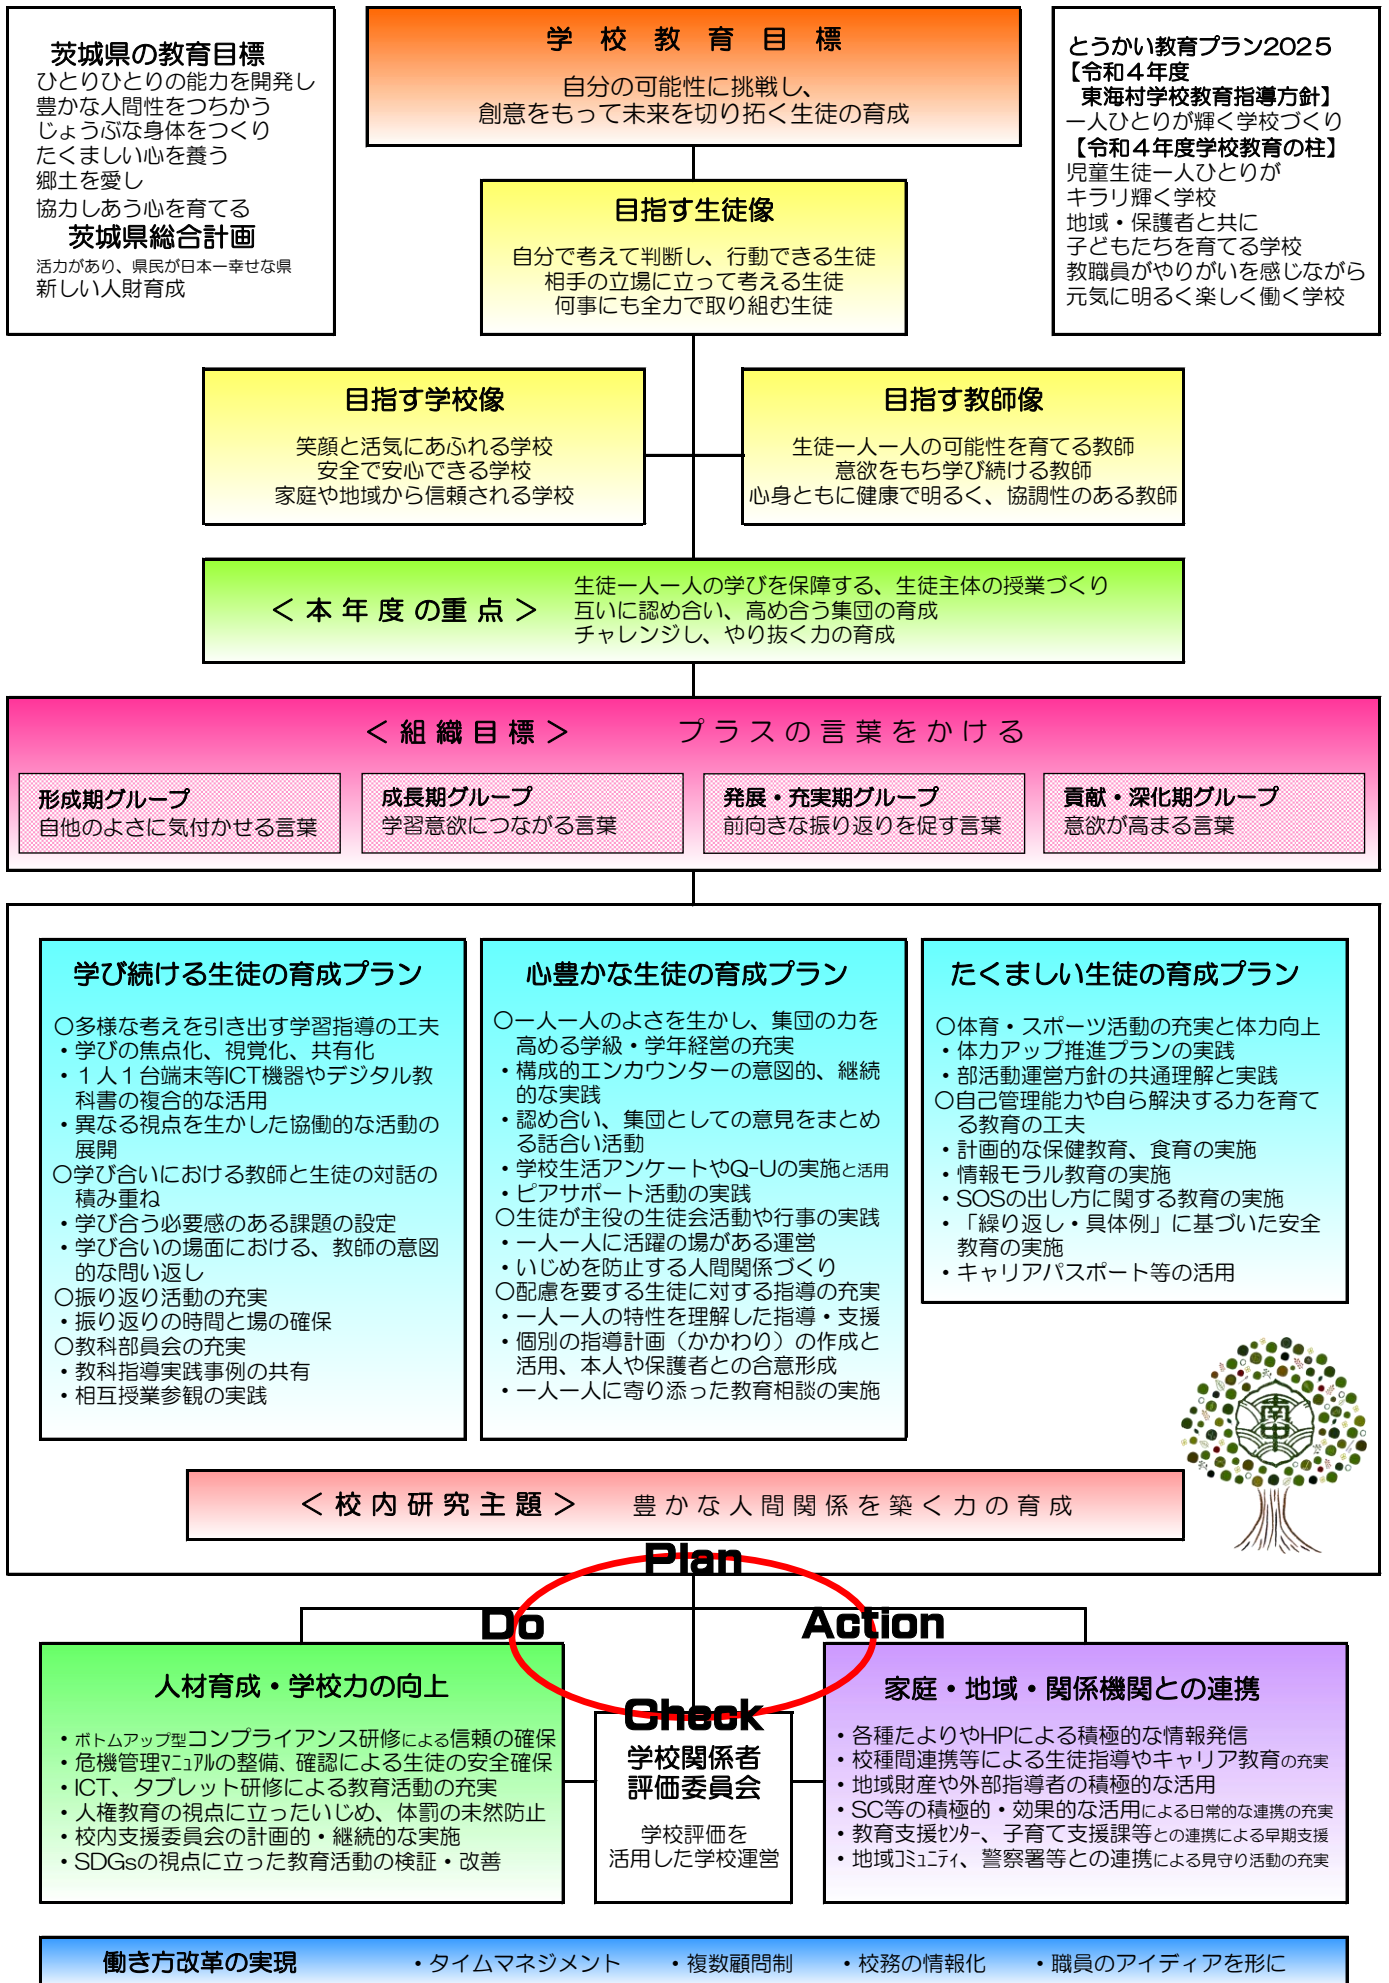 茨城県の教育目標
ひとりひとりの能力を開発し
豊かな人間性をつちかう
じょうぶな身体をつくり
たくましい心を養う
郷土を愛し
協力しあう心を育てる
茨城県総合計画
活力があり、県民が日本一幸せな県
新しい人財育成
学校教育目標
自分の可能性に挑戦し、
創意をもって未来を切り拓く生徒の育成
とうかい教育プラン2025
【令和４年度
東海村学校教育指導方針】
一人ひとりが輝く学校づくり
【令和４年度学校教育の柱】
児童生徒一人ひとりが
キラリ輝く学校
地域・保護者と共に
子どもたちを育てる学校
教職員がやりがいを感じながら
元気に明るく楽しく働く学校
目指す生徒像
自分で考えて判断し、行動できる生徒
相手の立場に立って考える生徒
何事にも全力で取り組む生徒
目指す学校像
笑顔と活気にあふれる学校
安全で安心できる学校
家庭や地域から信頼される学校
目指す教師像
生徒一人一人の可能性を育てる教師
意欲をもち学び続ける教師
心身ともに健康で明るく、協調性のある教師
＜本年度の重点＞
生徒一人一人の学びを保障する、生徒主体の授業づくり
互いに認め合い、高め合う集団の育成
チャレンジし、やり抜く力の育成
＜組織目標＞　プラスの言葉をかける
形成期グループ
自他のよさに気付かせる言葉
成長期グループ
学習意欲につながる言葉
発展・充実期グループ
前向きな振り返りを促す言葉
貢献・深化期グループ
意欲が高まる言葉
学び続ける生徒の育成プラン
〇多様な考えを引き出す学習指導の工夫
・学びの焦点化、視覚化、共有化
・１人１台端末等ICT機器やデジタル教
科書の複合的な活用
・異なる視点を生かした協働的な活動の
展開
〇学び合いにおける教師と生徒の対話の
積み重ね
・学び合う必要感のある課題の設定
・学び合いの場面における、教師の意図
的な問い返し
〇振り返り活動の充実
・振り返りの時間と場の確保
〇教科部員会の充実
・教科指導実践事例の共有
・相互授業参観の実践
心豊かな生徒の育成プラン
〇一人一人のよさを生かし、集団の力を
高める学級・学年経営の充実
・構成的エンカウンターの意図的、継続
的な実践
・認め合い、集団としての意見をまとめ
る話合い活動
・学校生活アンケートやQ-Uの実施と活用
・ピアサポート活動の実践
〇生徒が主役の生徒会活動や行事の実践
・一人一人に活躍の場がある運営
・いじめを防止する人間関係づくり
〇配慮を要する生徒に対する指導の充実
・一人一人の特性を理解した指導・支援
・個別の指導計画（かかわり）の作成と
活用、本人や保護者との合意形成
・一人一人に寄り添った教育相談の実施
たくましい生徒の育成プラン
〇体育・スポーツ活動の充実と体力向上
・体力アップ推進プランの実践
・部活動運営方針の共通理解と実践
〇自己管理能力や自ら解決する力を育て
る教育の工夫
・計画的な保健教育、食育の実施
・情報モラル教育の実施
・SOSの出し方に関する教育の実施
・「繰り返し・具体例」に基づいた安全
教育の実施
・キャリアパスポート等の活用
南
中
＜校内研究主題＞　豊かな人間関係を築く力の育成
Plan
Do
Action
Check
人材育成・学校力の向上
・ボトムアップ型コンプライアンス研修による信頼の確保
・危機管理ﾏﾆｭｱﾙの整備、確認による生徒の安全確保
・ICT、タブレット研修による教育活動の充実
・人権教育の視点に立ったいじめ、体罰の未然防止
・校内支援委員会の計画的・継続的な実施
・SDGsの視点に立った教育活動の検証・改善
学校関係者
評価委員会
学校評価を
活用した学校運営
家庭・地域・関係機関との連携
・各種たよりやHPによる積極的な情報発信
・校種間連携等による生徒指導やキャリア教育の充実
・地域財産や外部指導者の積極的な活用
・SC等の積極的・効果的な活用による日常的な連携の充実
・教育支援ｾﾝﾀｰ、子育て支援課等との連携による早期支援
・地域ｺﾐｭﾆﾃｨ、警察署等との連携による見守り活動の充実
働き方改革の実現　・タイムマネジメント　・複数顧問制　・校務の情報化　・職員のアイディアを形に